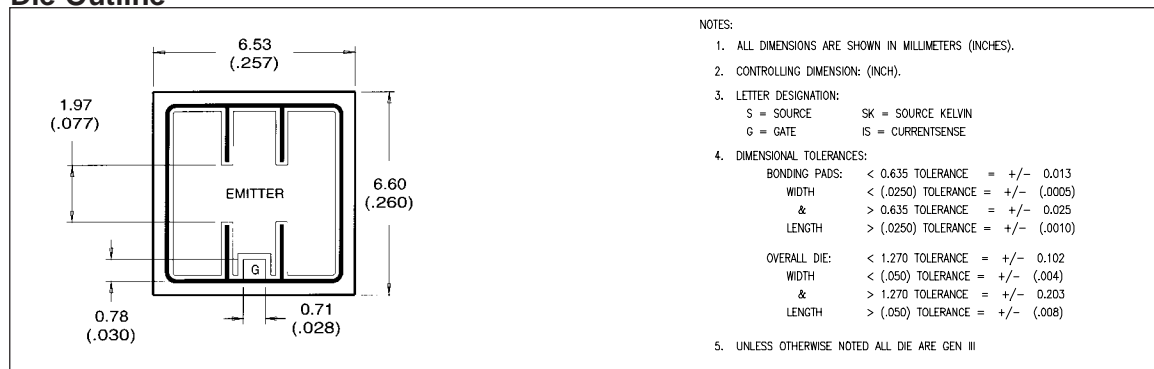 Die Outline
6.53
(.257)
1.97
(.077)
EMITTER
6.60
(.260)
G
0.78
(.030)
0.71
(.028)
NOTES:
1. ALL DIMENSIONS ARE SHOWN IN MILLIMETERS (INCHES).
2. CONTROLLING DIMENSION: (INCH).
3. LETTER DESIGNATION:
S = SOURCE SK = SOURCE KELVIN
G = GATE IS = CURRENTSENSE
4. DIMENSIONAL TOLERANCES:
BONDING PADS: < 0.635 TOLERANCE = +/- 0.013
WIDTH < (.0250) TOLERANCE = +/- (.0005)
& > 0.635 TOLERANCE = +/- 0.025
LENGTH > (.0250) TOLERANCE = +/- (.0010)
OVERALL DIE: < 1.270 TOLERANCE = +/- 0.102
WIDTH < (.050) TOLERANCE = +/- (.004)
& > 1.270 TOLERANCE = +/- 0.203
LENGTH > (.050) TOLERANCE = +/- (.008)
5. UNLESS OTHERWISE NOTED ALL DIE ARE GEN III